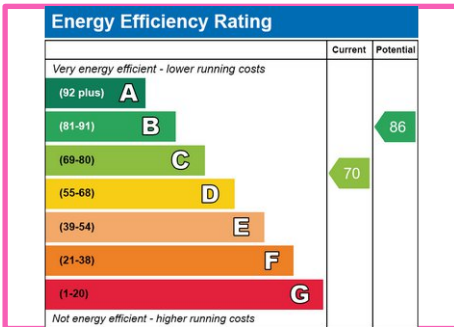 Energy Efficiency Rating
Current Potential
Very energy efficient - lower running costs
(92 plus) A
(81-91) B
86
(69-80) C
70
(55-68) D
(39-54) E
(21-38) F
(1-20) G
Not energy efficient - higher running costs